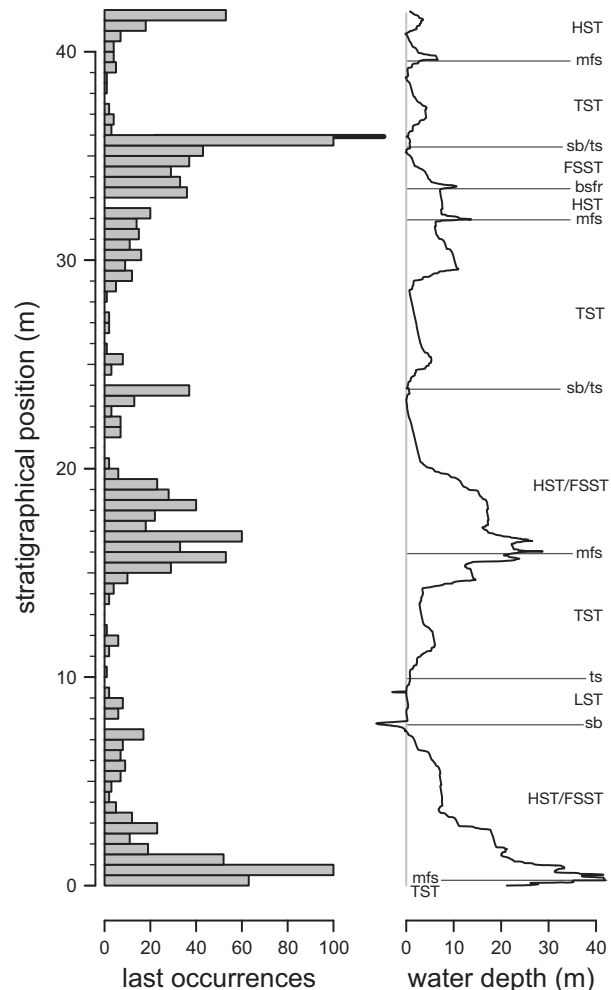 HST
40
mfs
TST
sb/ts
FSST
bsfr
HST
mfs
30
TST
sb/ts
stratigraphical position (m)
20
HST/FSST
mfs
TST
10
ts
LST
sb
HST/FSST
mfs
0
TST
0 20 40 60 80 100
0 10 20 30 40
last occurrences
water depth (m)